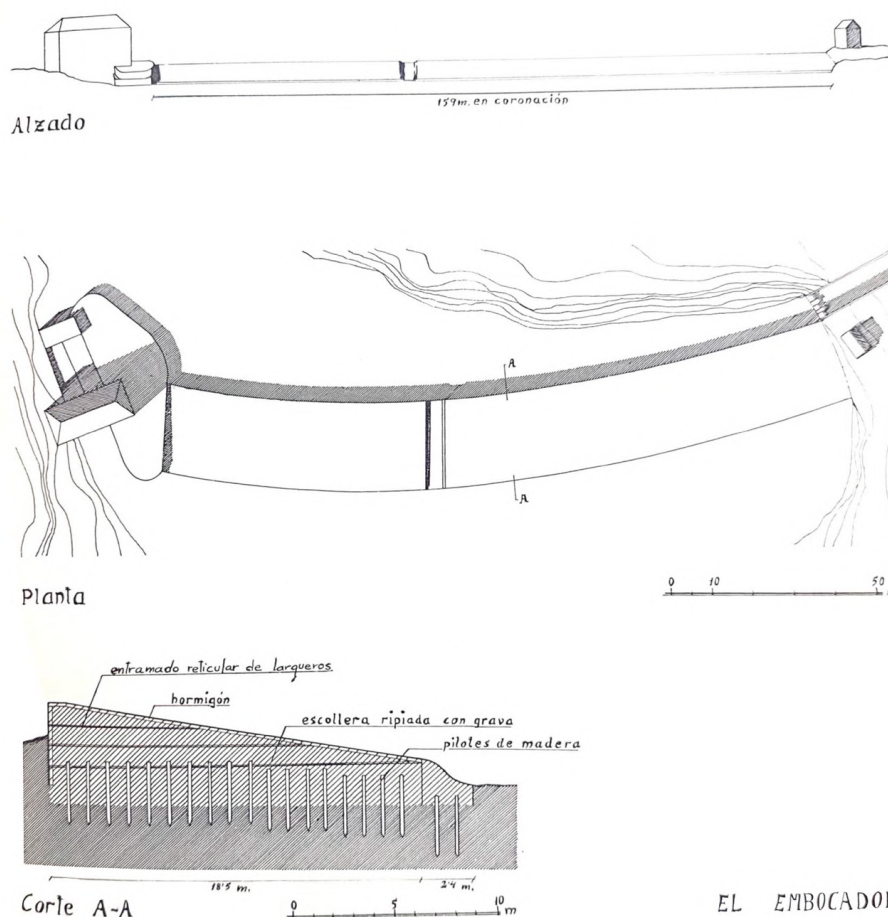 159m. en coronación
Alzado
A
A
Planta
0 10 50
entramado reticular de largueros
hormigón
escollera ripiada con grava
pilotes de madera
18'5 m. 2'4 m.
Corte A-A
0 5 10 m
EL EMBOCADOR